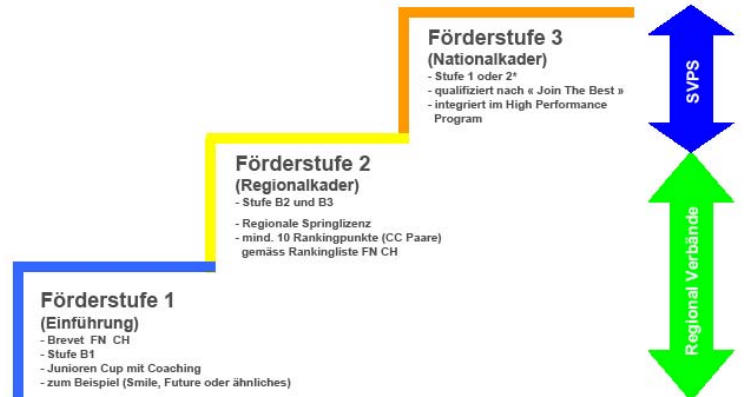 Förderstufe 3
(Nationalkader)
- Stufe 1 oder 2*
- qualifiziert nach « Join The Best »
- integriert im High Performance
Program
SVPS
Förderstufe 2
(Regionalkader)
- Stufe B2 und B3
- Regionale Springlizenz
- mind. 10 Rankingpunkte (CC Paare)
gemäss Rankingliste FN CH
Regional Verbände
Förderstufe 1
(Einführung)
- Brevet FN CH
- Stufe B1
- Junioren Cup mit Coaching
- zum Beispiel (Smile, Future oder ähnliches)